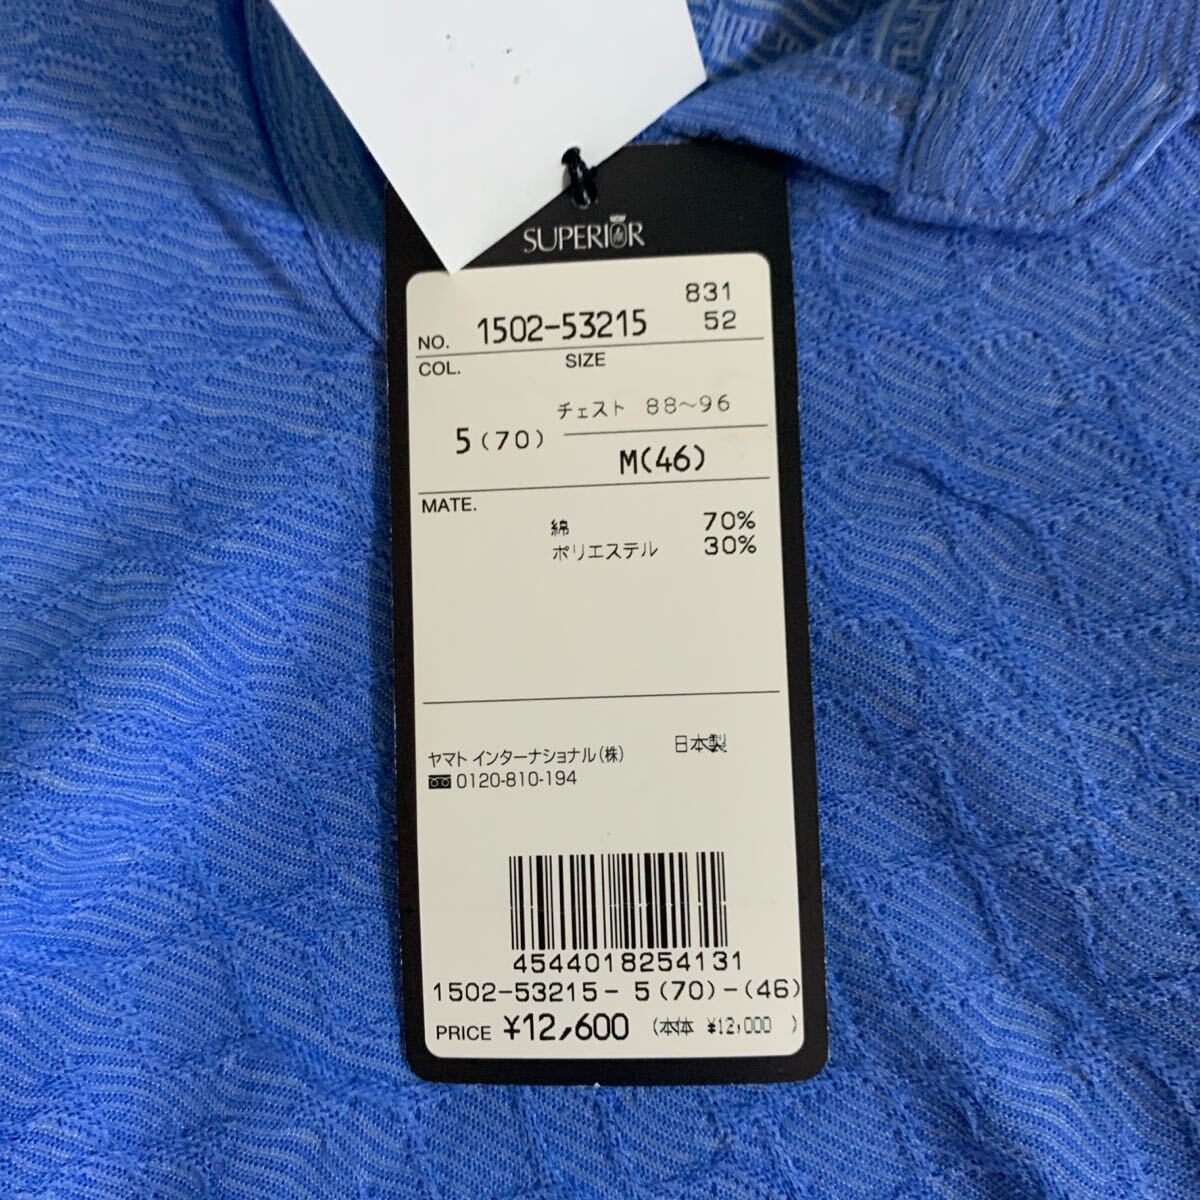 NEW
SUPERIOR
831
NO. 1502-53215 52
COL. SIZE
チェスト 88~96
5(70)
M(46)
MATE.
綿 70%
ポリエステル 30%
ヤマト インターナショナル(株) 日本製
0120-810-194
4544018254131
1502-53215- 5(70)-(46)
PRICE ¥12,600 (本体 ¥12,000 )